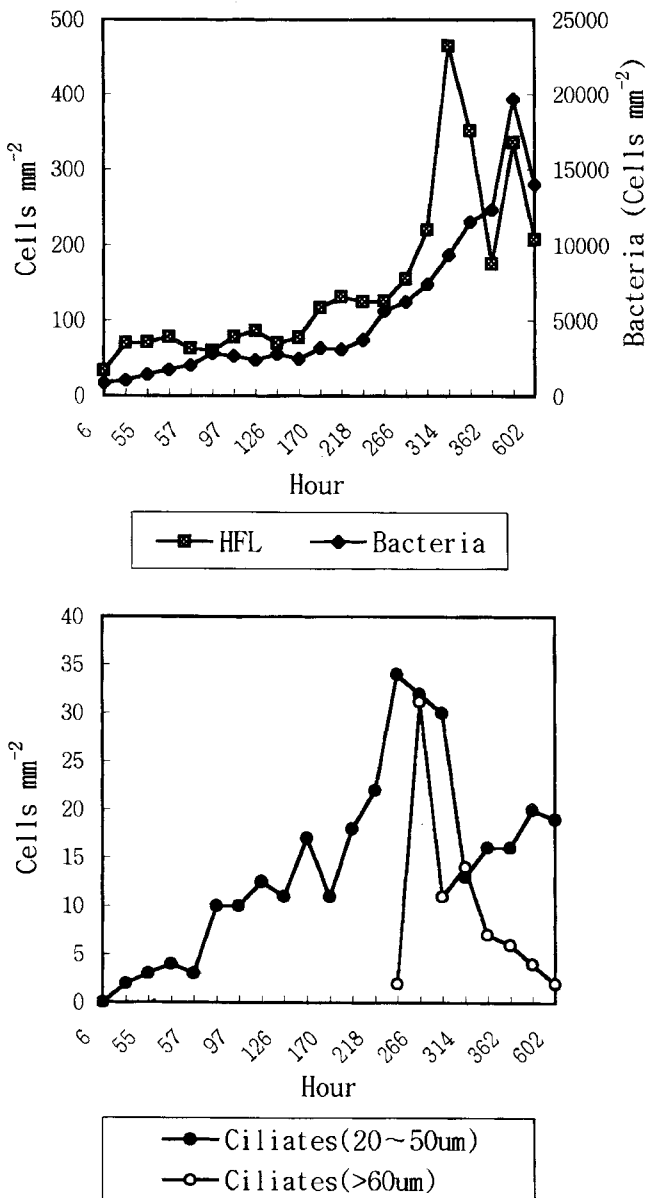 500
400
300
200
100
0
Cells mm⁻²
25000
20000
15000
10000
5000
0
Bacteria (Cells mm⁻²)
6 55 57 97 126 170 218 266 314 362 602
Hour
HFL Bacteria
40
35
30
25
20
15
10
5
0
Cells mm⁻²
6 55 57 97 126 170 218 266 314 362 602
Hour
Ciliates(20~50um)
Ciliates(>60um)